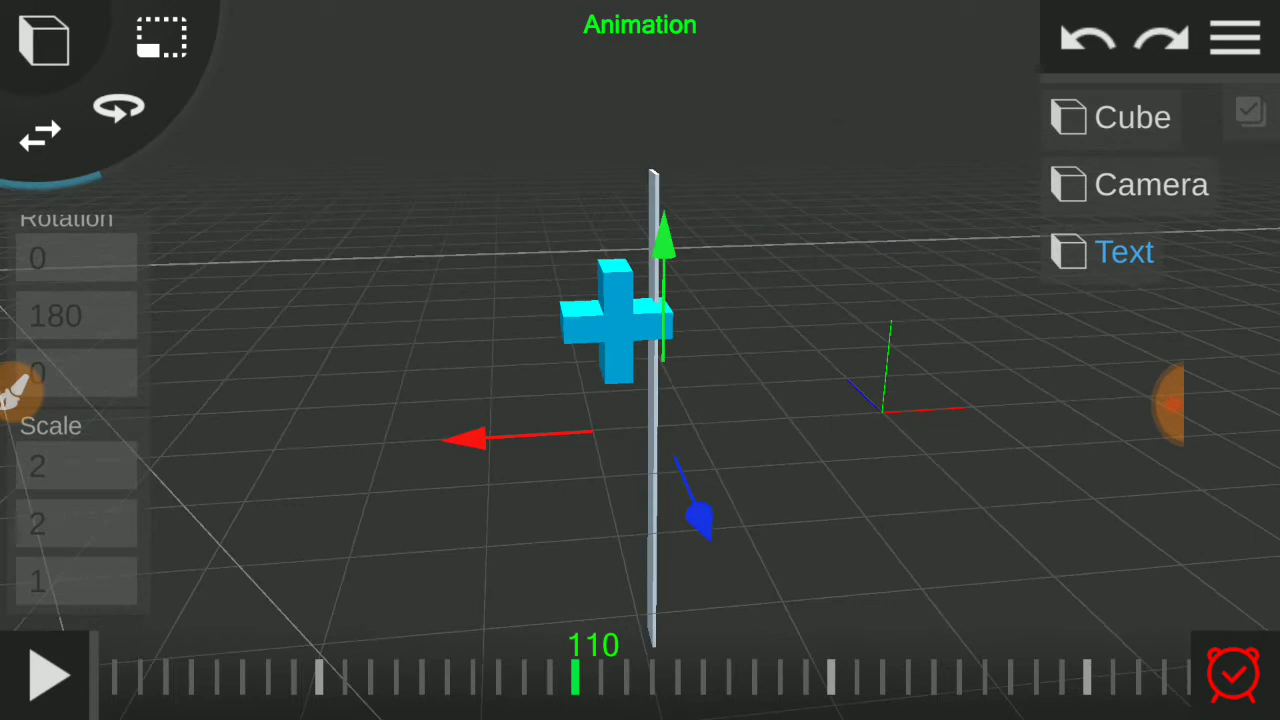 Animation
Cube
Camera
Text
Rotation
0
180
0
Scale
2
2
1
110